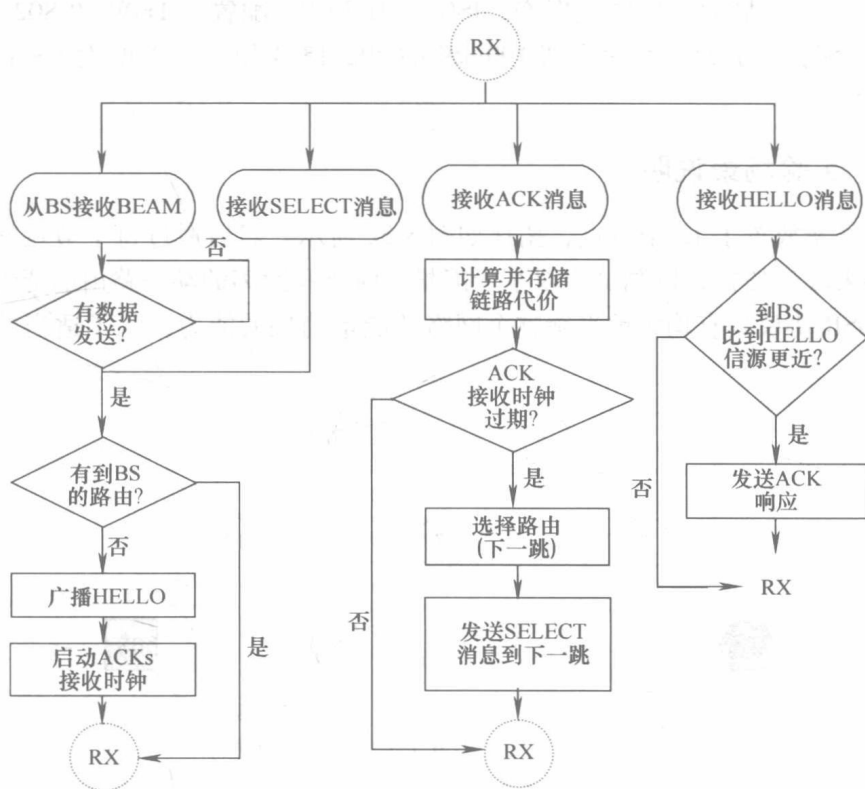 RX
从BS接收BEAM
接收SELECT消息
接收ACK消息
接收HELLO消息
否
有数据
发送?
是
有到BS
的路由?
否
是
广播HELLO
启动ACKs
接收时钟
RX
计算并存储
链路代价
ACK
接收时钟
过期?
否
是
选择路由
(下一跳)
发送SELECT
消息到下一跳
RX
到BS
比到HELLO
信源更近?
否
是
发送ACK
响应
RX